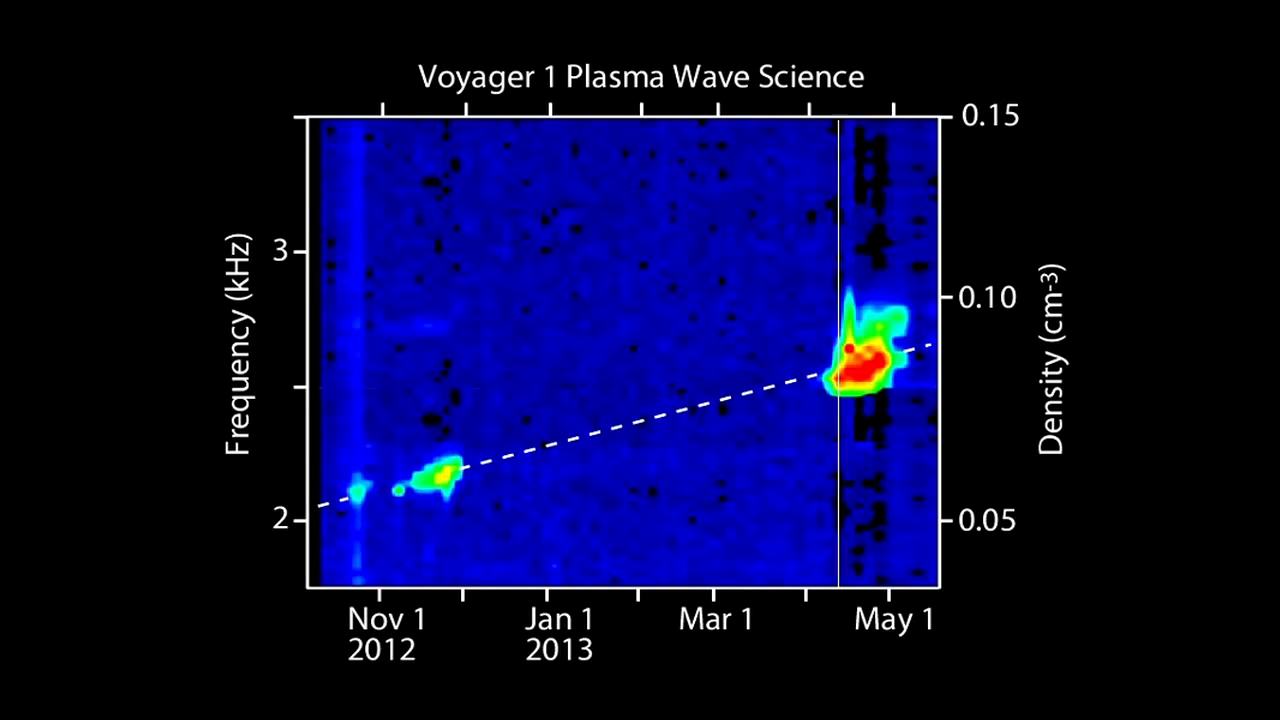 Voyager 1 Plasma Wave Science
0.15
3
0.10
Frequency (kHz)
Density (cm-3)
2
0.05
Nov 1 Jan 1 Mar 1 May 1
2012 2013